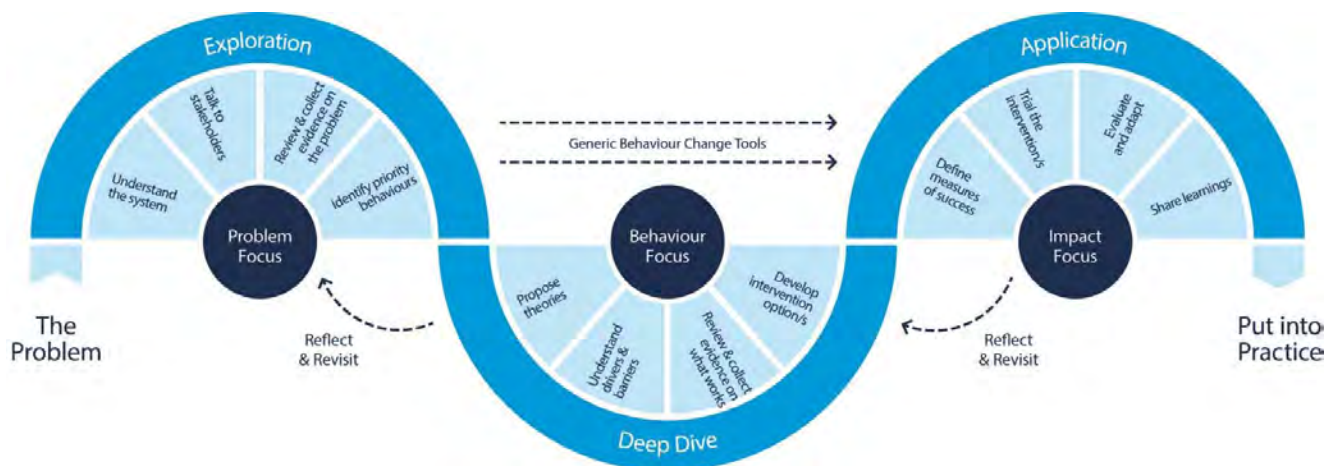 Exploration
Understand
the system
Talk to
stakeholders
Review & collect
evidence on
the problem
Identify priority
behaviours
Problem
Focus
The
Problem
Reflect
& Revisit
Generic Behaviour Change Tools
Behaviour
Focus
Propose
theories
Understand
drivers &
barriers
Review & collect
evidence on
what works
Develop
intervention
option/s
Deep Dive
Application
Define
measures
of success
Trial the
intervention/s
Evaluate
and adapt
Share learnings
Impact
Focus
Reflect
& Revisit
Put into
Practice